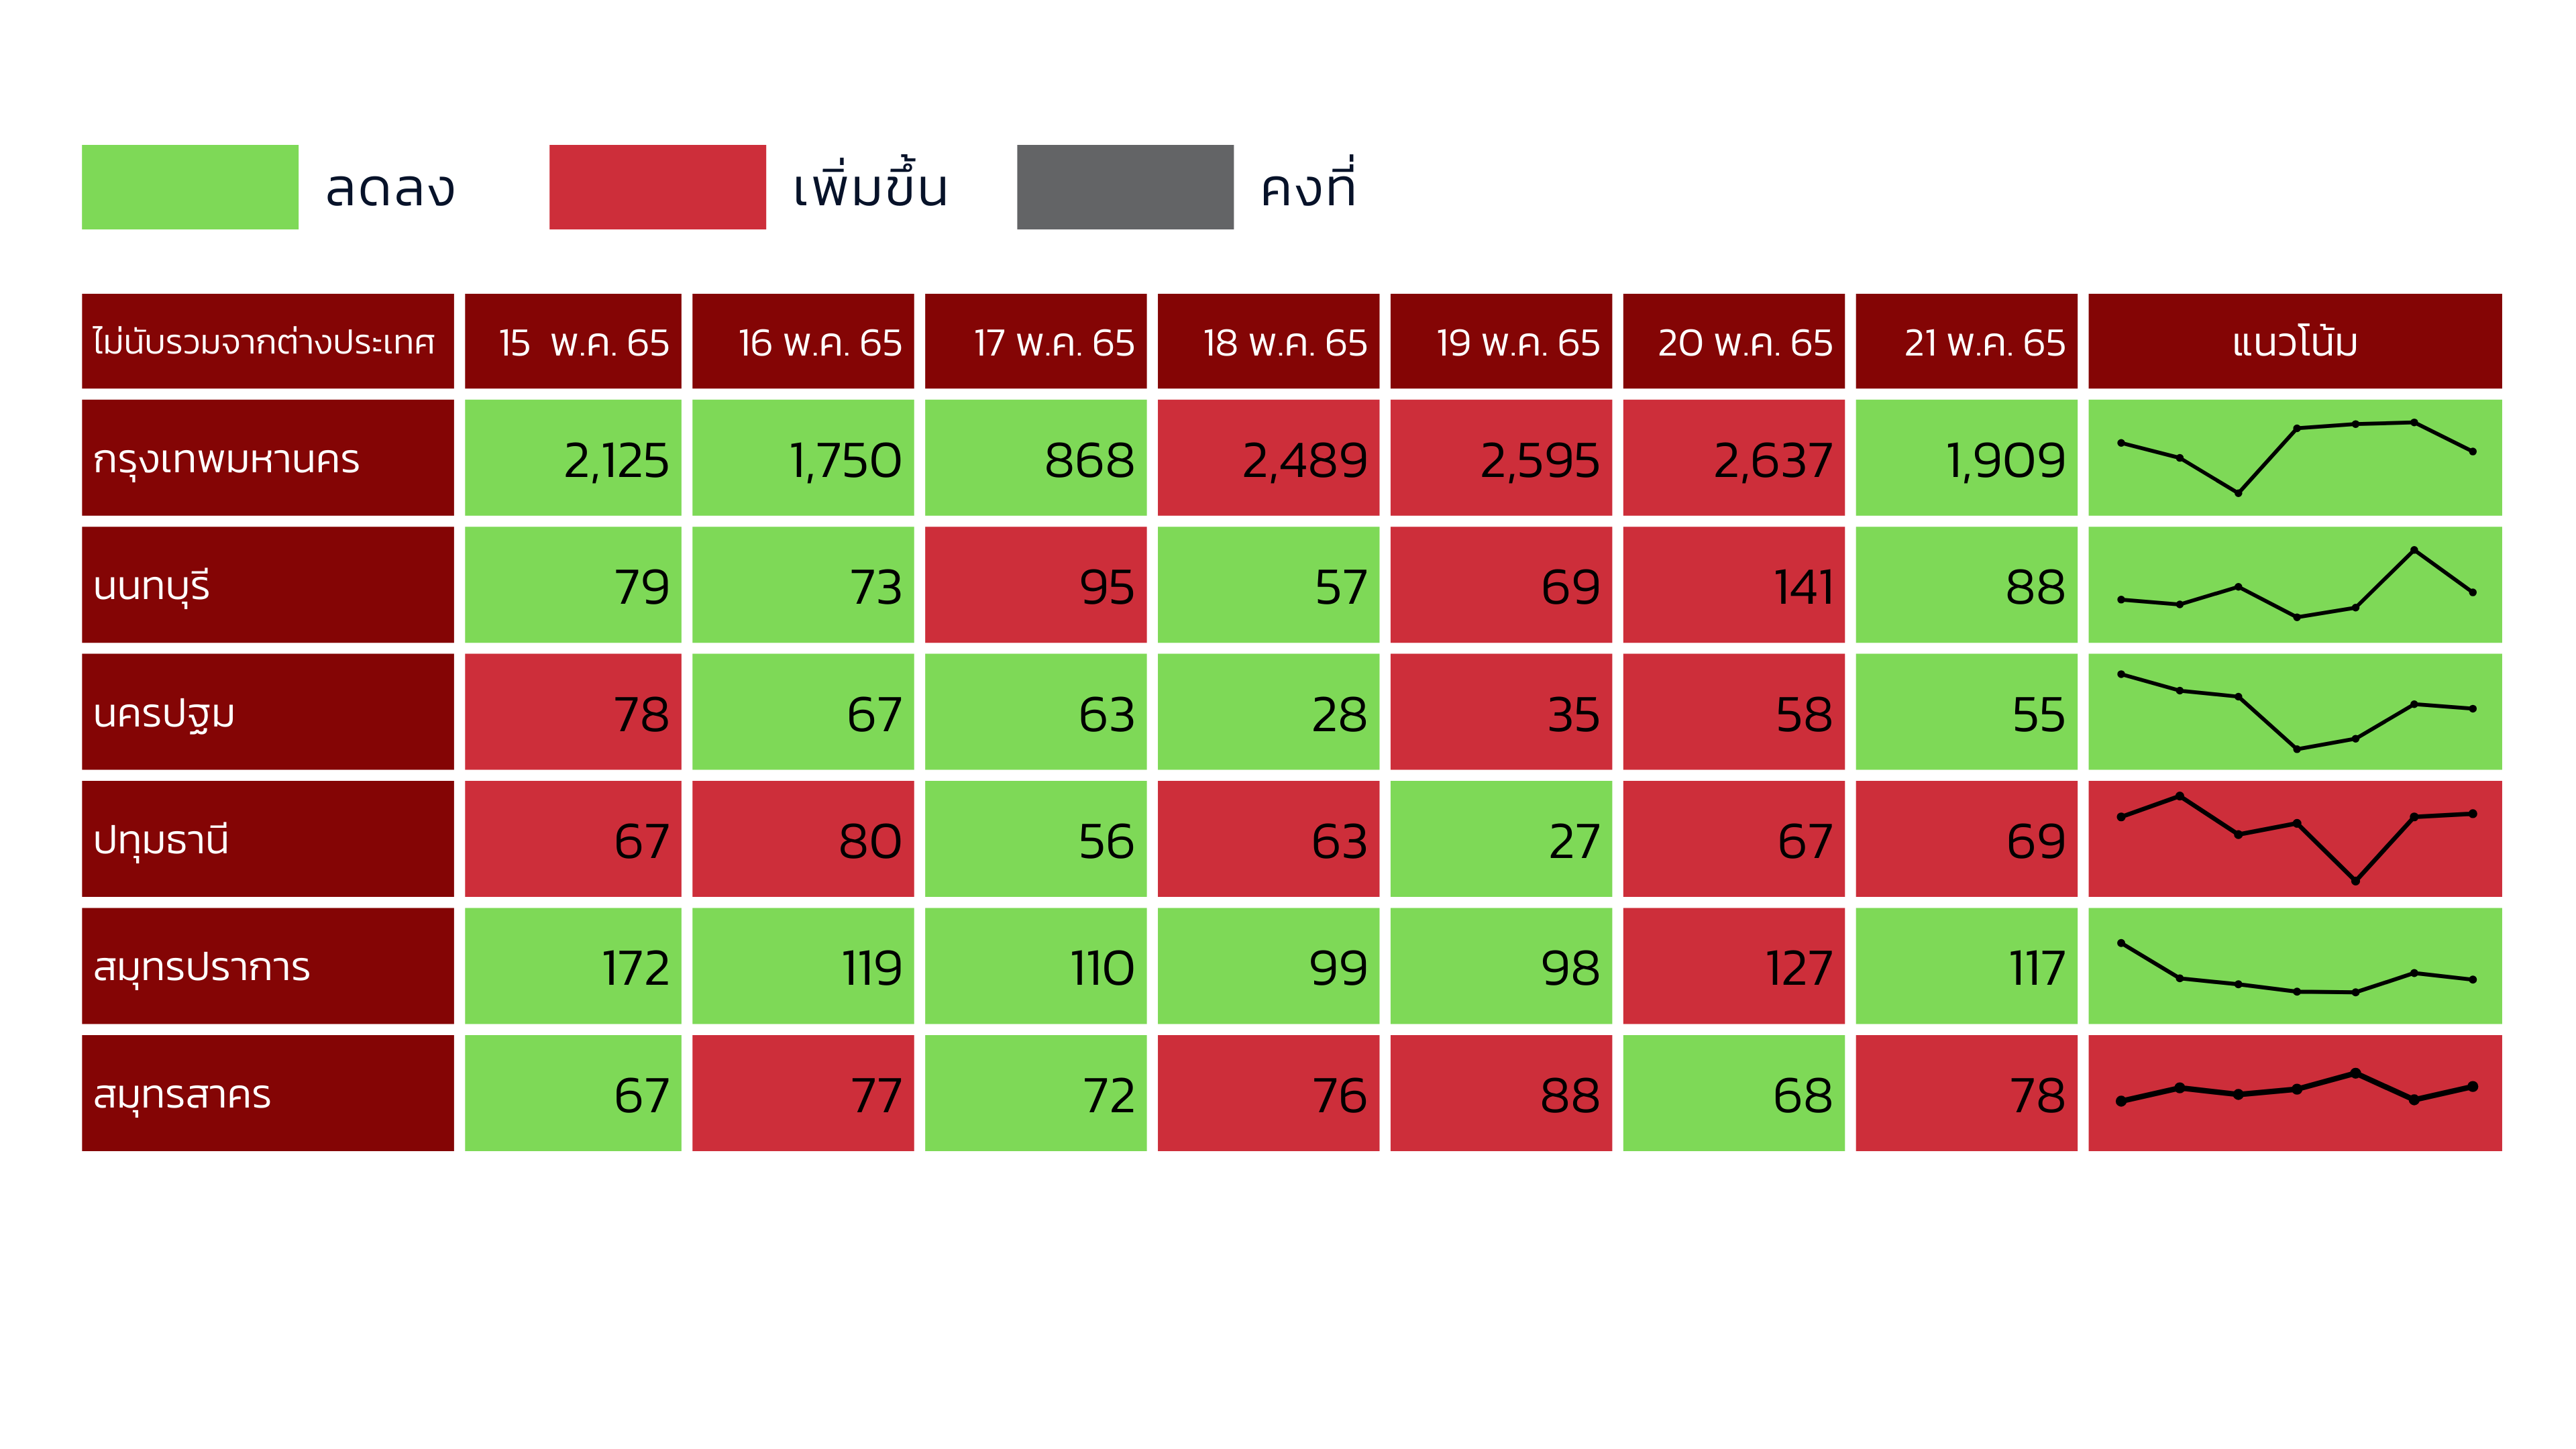 ลดลง เพิ่มขึ้น คงที่
ไม่นับรวมจากต่างประเทศ 15 พ.ค. 65 16 พ.ค. 65 17 พ.ค. 65 18 พ.ค. 65 19 พ.ค. 65 20 พ.ค. 65 21 พ.ค. 65 แนวโน้ม
กรุงเทพมหานคร 2,125 1,750 868 2,489 2,595 2,637 1,909
นนทบุรี 79 73 95 57 69 141 88
นครปฐม 78 67 63 28 35 58 55
ปทุมธานี 67 80 56 63 27 67 69
สมุทรปราการ 172 119 110 99 98 127 117
สมุทรสาคร 67 77 72 76 88 68 78